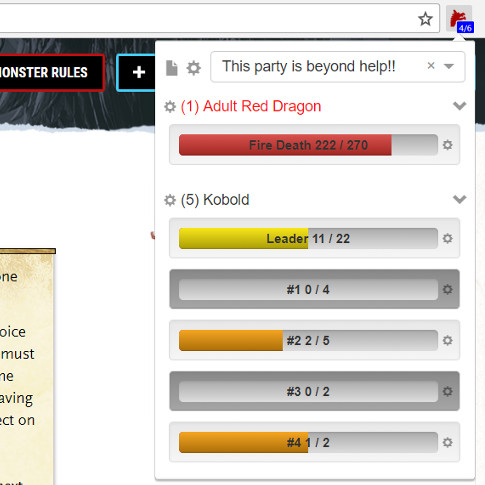 4/6
MONSTER RULES
+
This party is beyond help!!
×
(1) Adult Red Dragon
Fire Death 222 / 270
(5) Kobold
Leader 11 / 22
#1 0 / 4
#2 2 / 5
#3 0 / 2
#4 1 / 2
one
oice
must
ne
aving
ect on